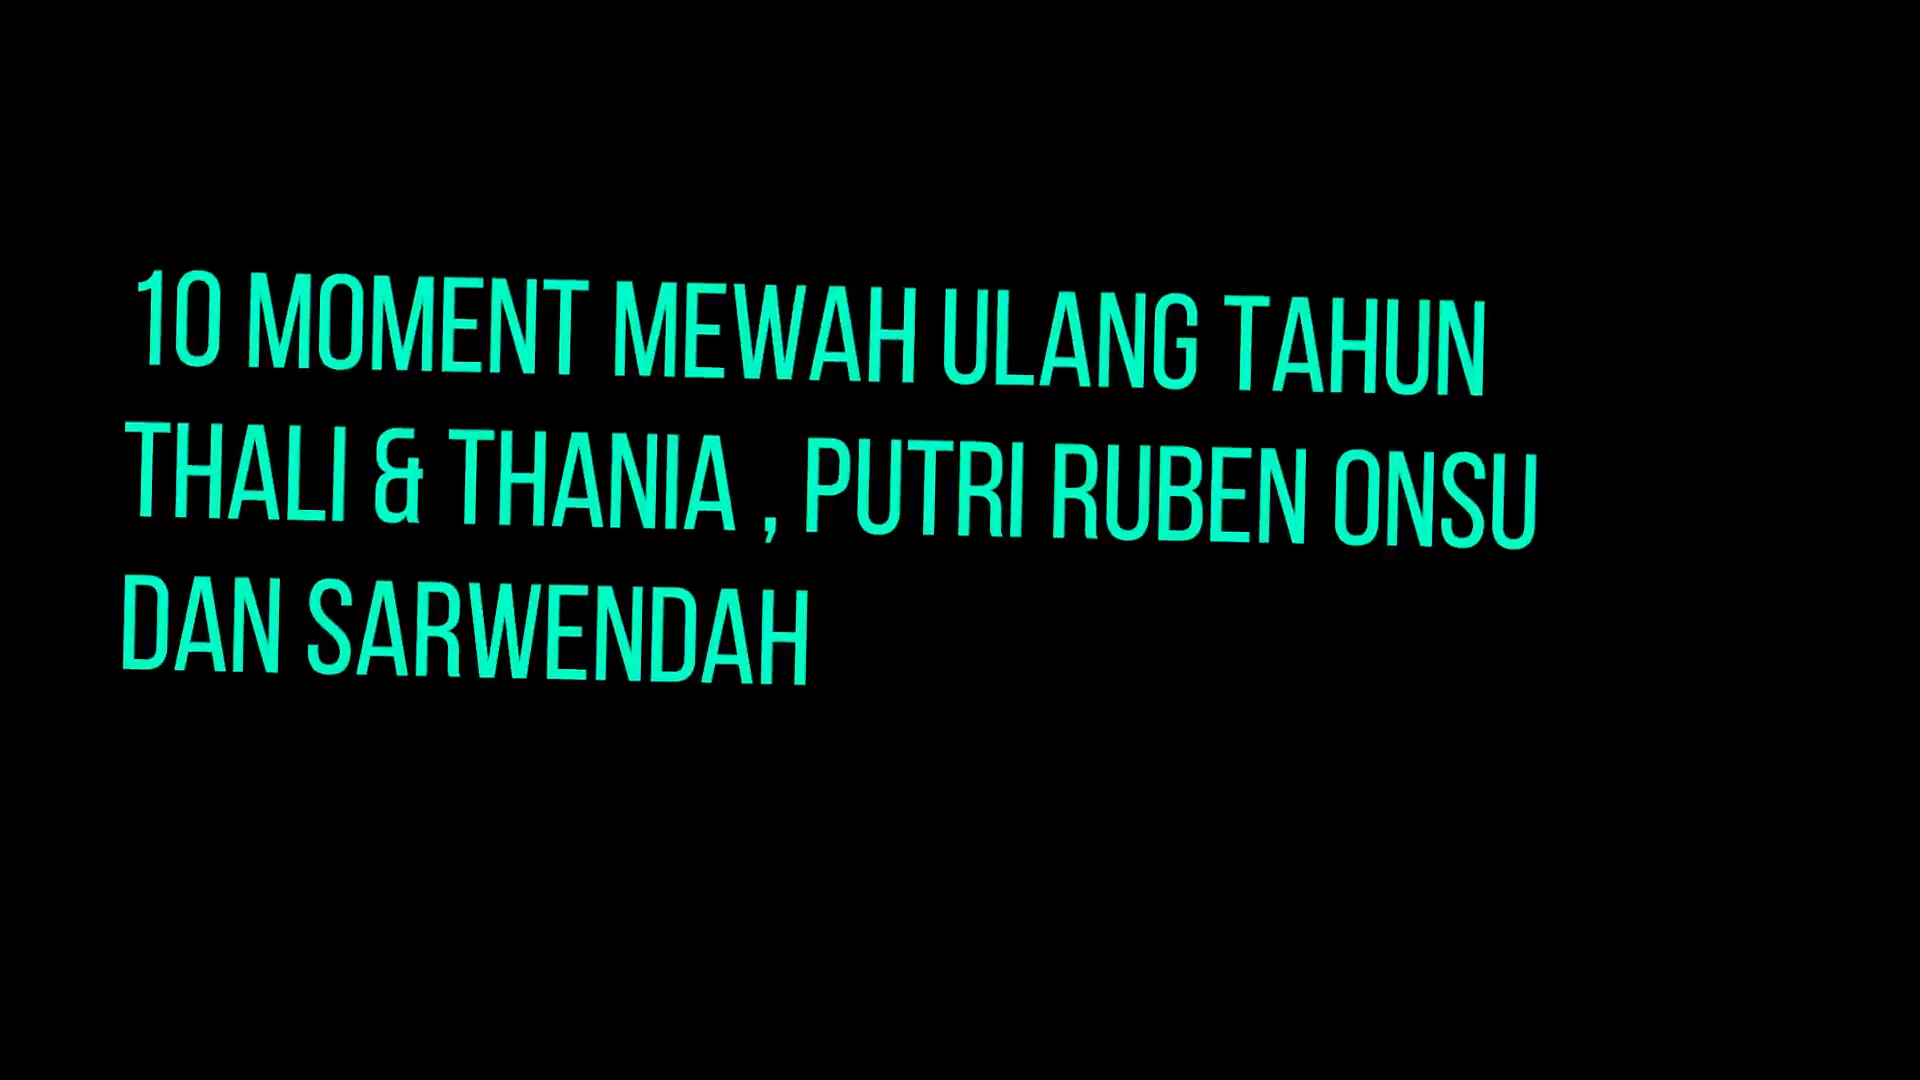 10 MOMENT MEWAH ULANG TAHUN
THALI & THANIA , PUTRI RUBEN ONSU
DAN SARWENDAH